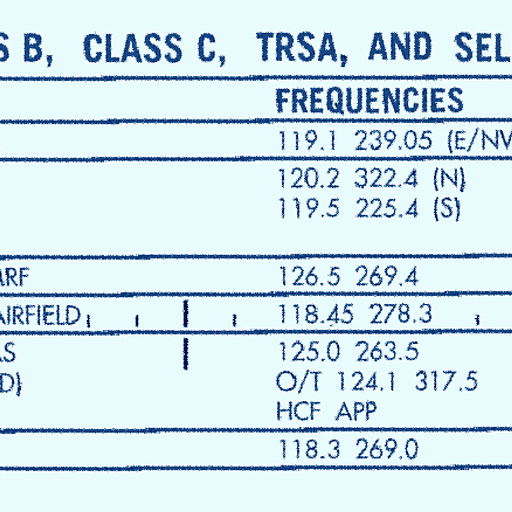 S B, CLASS C, TRSA, AND SEL
FREQUENCIES
119.1 239.05 (E/NW
120.2 322.4 (N)
119.5 225.4 (S)
ARF 126.5 269.4
AIRFIELD 118.45 278.3
AS 125.0 263.5
D) O/T 124.1 317.5
HCF APP
118.3 269.0